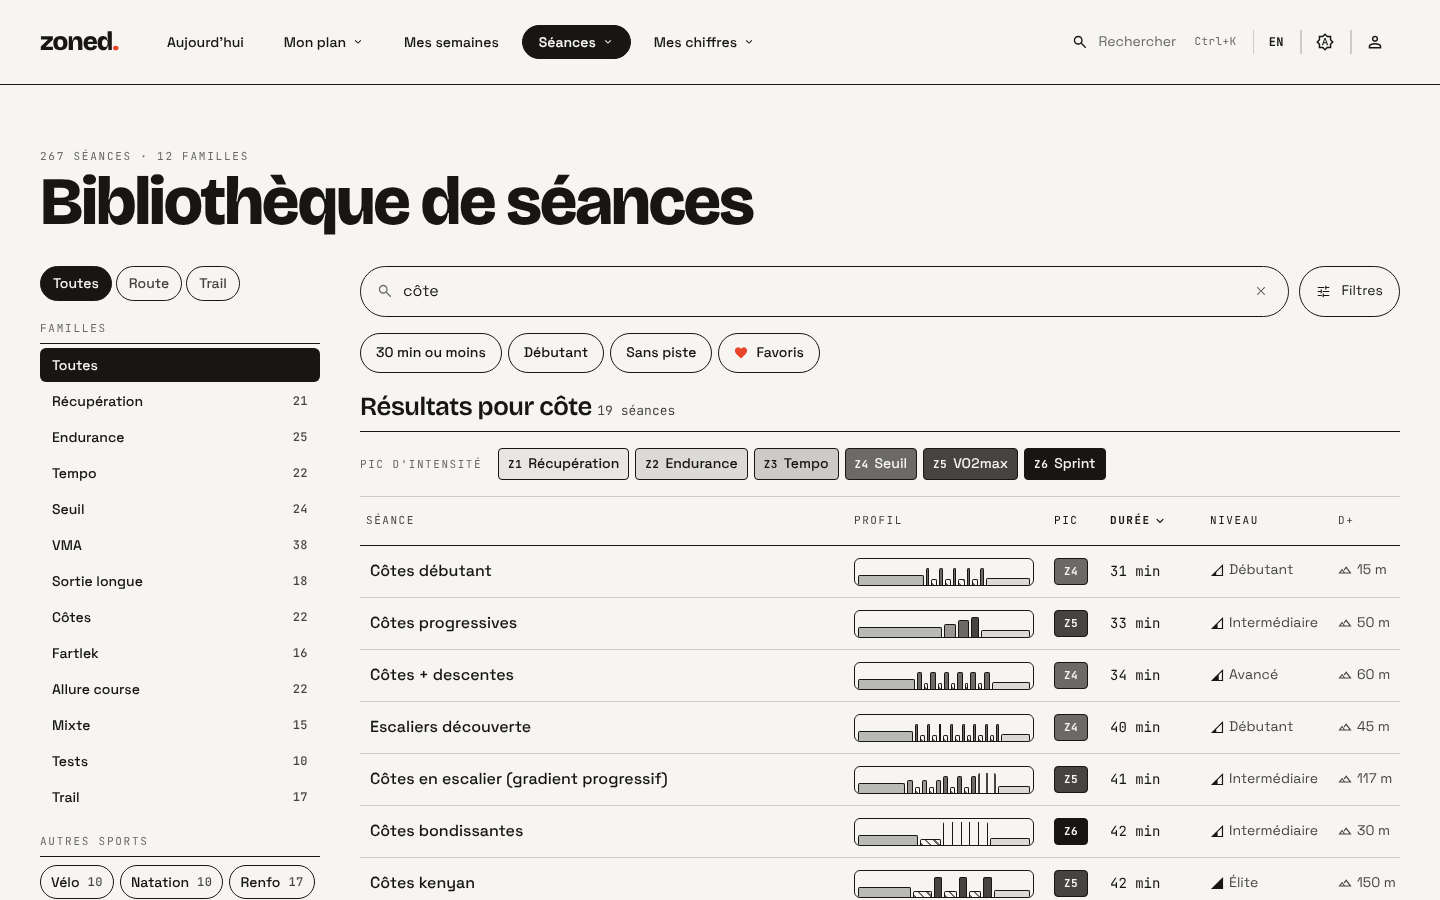 zoned.
Aujourd'hui
Mon plan
Mes semaines
Séances
Mes chiffres
Rechercher
Ctrl+K
EN
A
267 SÉANCES · 12 FAMILLES
Bibliothèque de séances
Toutes
Route
Trail
FAMILLES
Toutes
Récupération 21
Endurance 25
Tempo 22
Seuil 24
VMA 38
Sortie longue 18
Côtes 22
Fartlek 16
Allure course 22
Mixte 15
Tests 10
Trail 17
AUTRES SPORTS
Vélo 10
Natation 10
Renfo 17
côte
Filtres
30 min ou moins
Débutant
Sans piste
Favoris
Résultats pour côte 19 séances
PIC D'INTENSITÉ
Z1 Récupération
Z2 Endurance
Z3 Tempo
Z4 Seuil
Z5 VO2max
Z6 Sprint
SÉANCE PROFIL PIC DURÉE NIVEAU D+
Côtes débutant Z4 31 min Débutant 15 m
Côtes progressives Z5 33 min Intermédiaire 50 m
Côtes + descentes Z4 34 min Avancé 60 m
Escaliers découverte Z4 40 min Débutant 45 m
Côtes en escalier (gradient progressif) Z5 41 min Intermédiaire 117 m
Côtes bondissantes Z6 42 min Intermédiaire 30 m
Côtes kenyan Z5 42 min Élite 150 m